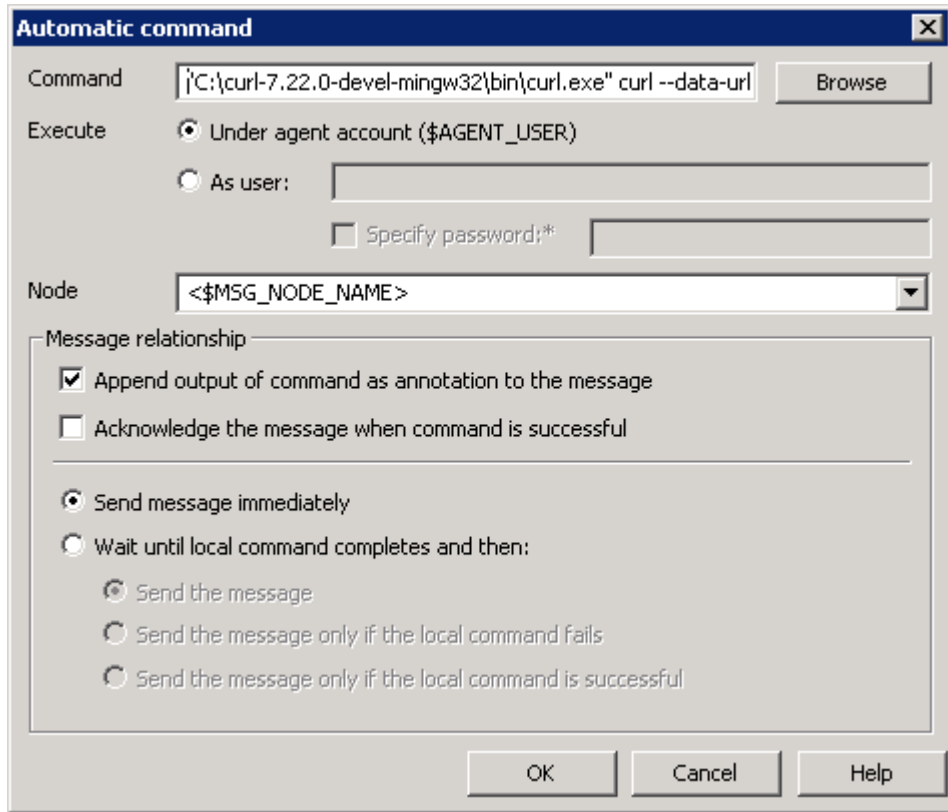 Automatic command
Command "C:\curl-7.22.0-devel-mingw32\bin\curl.exe" curl --data-url Browse
Execute Under agent account ($AGENT_USER)
As user:
Specify password:*
Node <$MSG_NODE_NAME>
Message relationship
Append output of command as annotation to the message
Acknowledge the message when command is successful
Send message immediately
Wait until local command completes and then:
Send the message
Send the message only if the local command fails
Send the message only if the local command is successful
OK Cancel Help